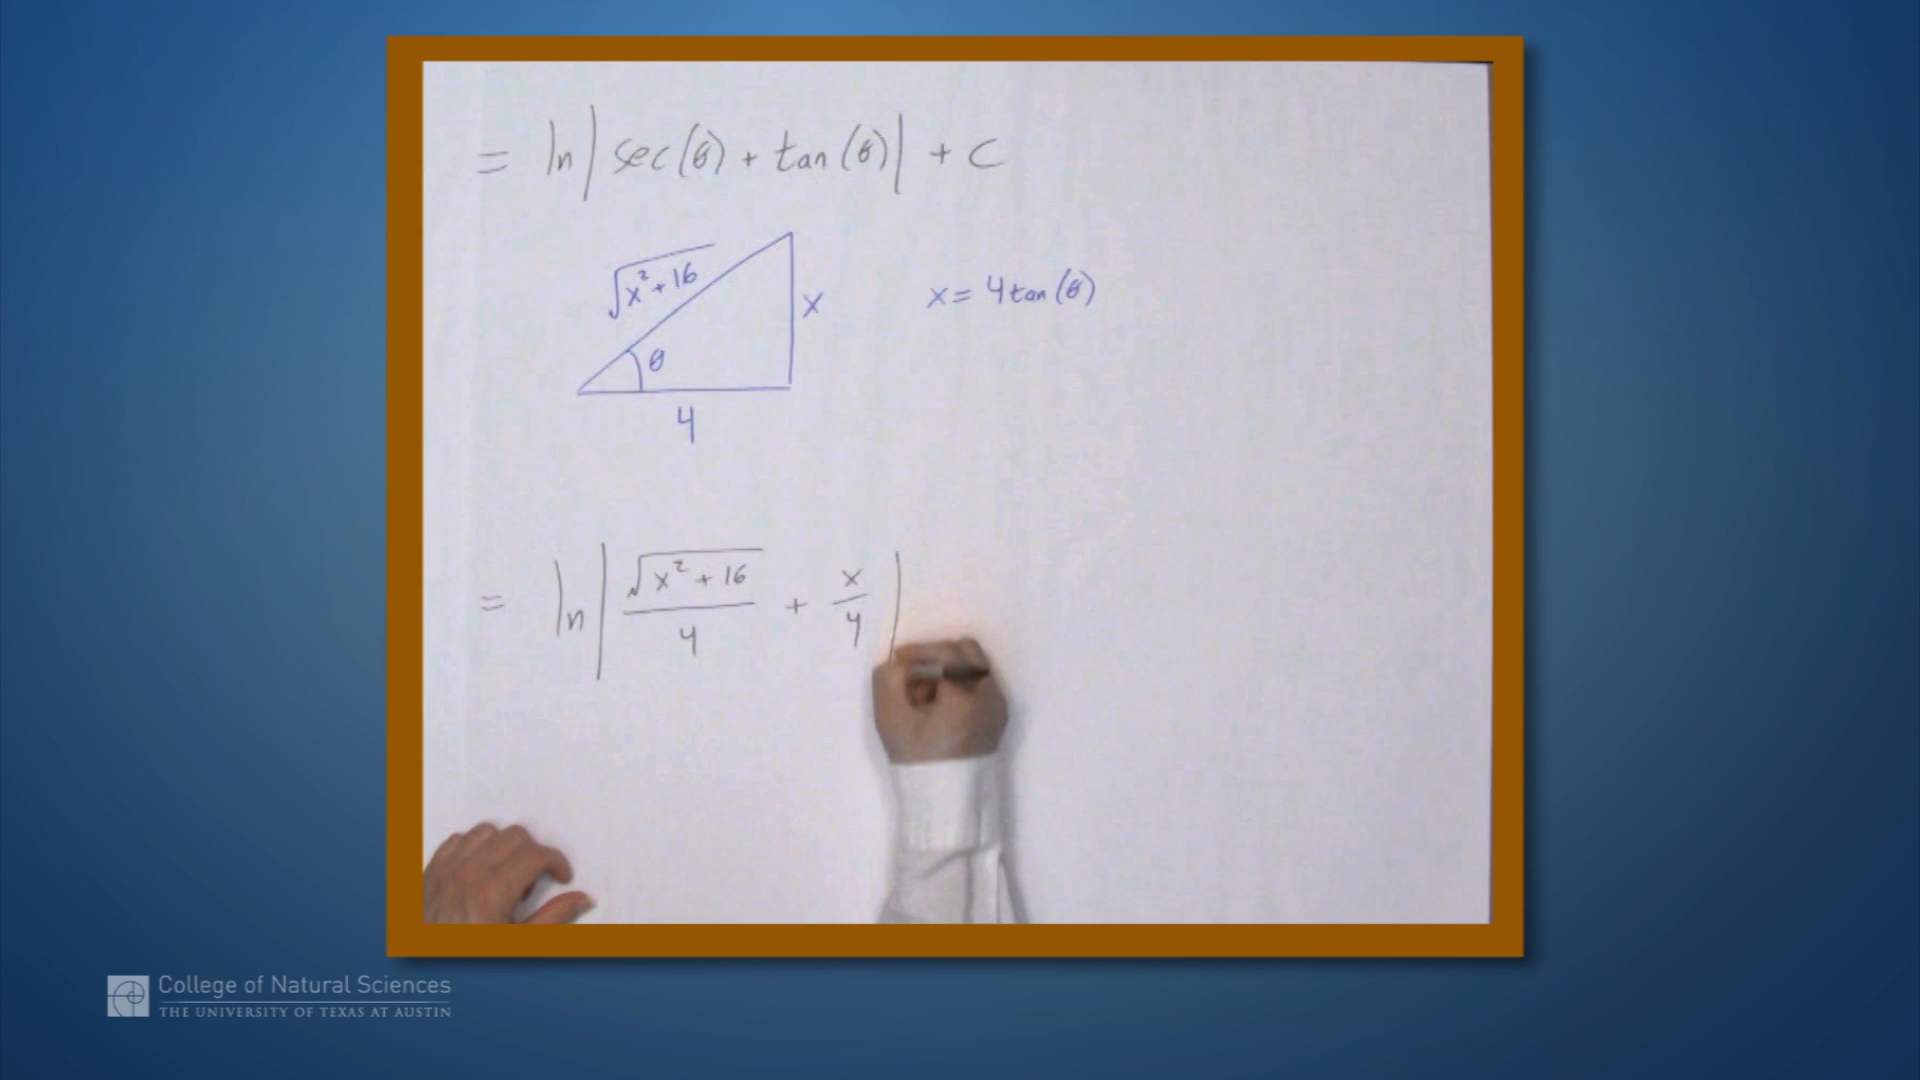 = ln| sec(θ) + tan(θ)| + C
√x²+16
x
x = 4tan(θ)
θ
4
= ln| √x² + 16 / 4 + x / 4 |
College of Natural Sciences
THE UNIVERSITY OF TEXAS AT AUSTIN